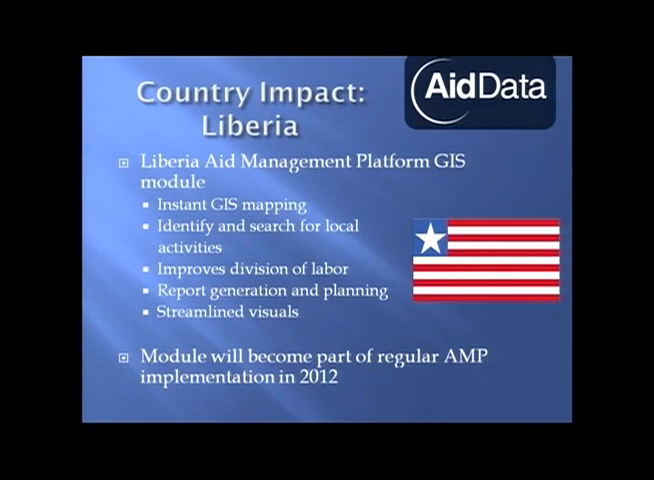 Country Impact:
Liberia
AidData
Liberia Aid Management Platform GIS
module
Instant GIS mapping
Identify and search for local
activities
Improves division of labor
Report generation and planning
Streamlined visuals
Module will become part of regular AMP
implementation in 2012